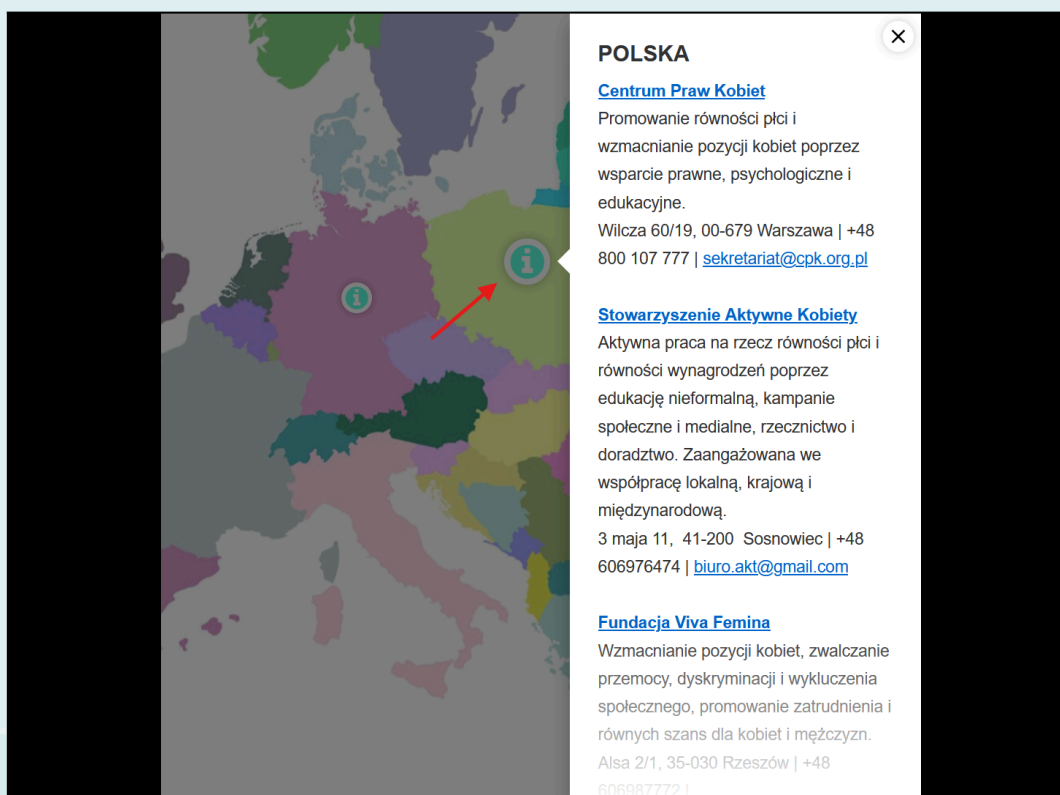 POLSKA
Centrum Praw Kobiet
Promowanie równości płci i
wzmacnianie pozycji kobiet poprzez
wsparcie prawne, psychologiczne i
edukacyjne.
Wilcza 60/19, 00-679 Warszawa | +48
800 107 777 | sekretariat@cpk.org.pl
Stowarzyszenie Aktywne Kobiety
Aktywna praca na rzecz równości płci i
równości wynagrodzeń poprzez
edukację nieformalną, kampanie
społeczne i medialne, rzecznictwo i
doradztwo. Zaangażowana we
współpracę lokalną, krajową i
międzynarodową.
3 maja 11, 41-200 Sosnowiec | +48
606976474 | biuro.akt@gmail.com
Fundacja Viva Femina
Wzmacnianie pozycji kobiet, zwalczanie
przemocy, dyskryminacji i wykluczenia
społecznego, promowanie zatrudnienia i
równych szans dla kobiet i mężczyzn.
Alsa 2/1, 35-030 Rzeszów | +48
606987772 |